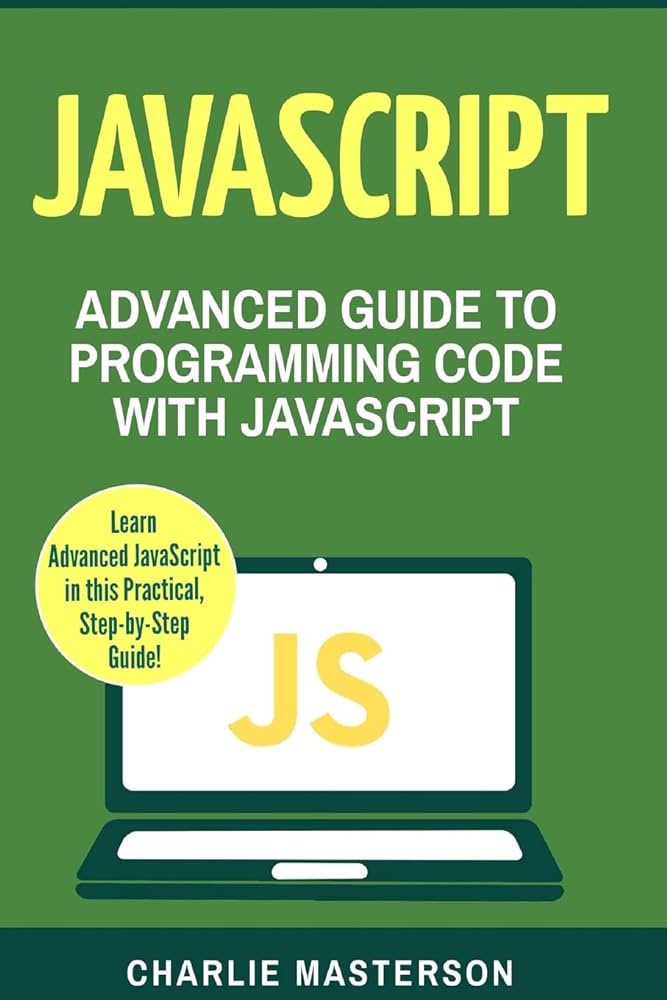 JAVASCRIPT
ADVANCED GUIDE TO
PROGRAMMING CODE
WITH JAVASCRIPT
Learn
Advanced JavaScript
in this Practical,
Step-by-Step
Guide!
JS
CHARLIE MASTERSON